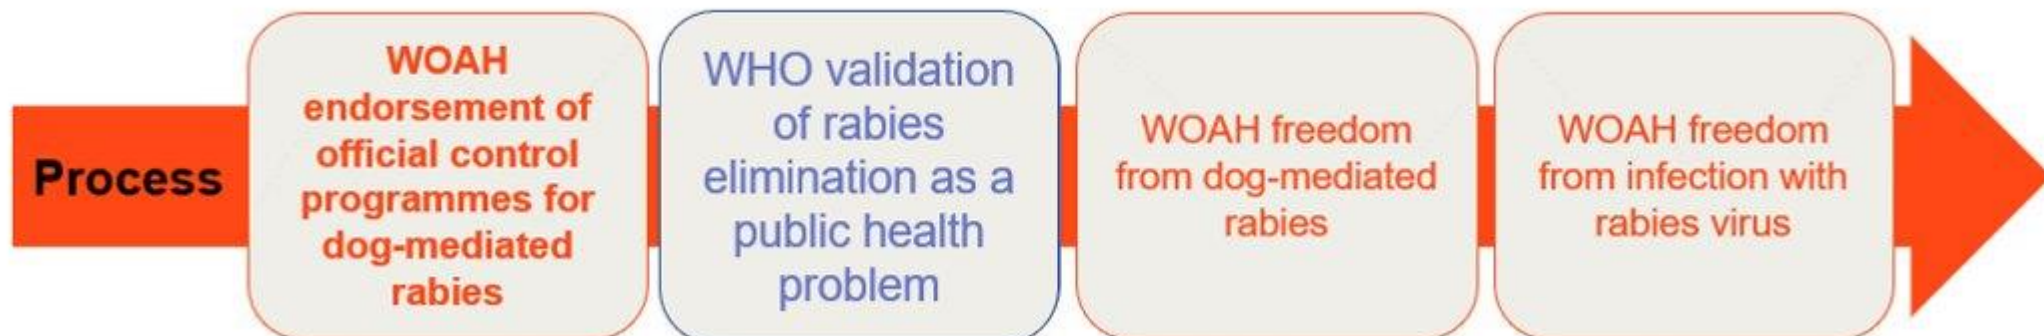 Process
WOAH
endorsement of
official control
programmes for
dog-mediated
rabies
WHO validation
of rabies
elimination as a
public health
problem
WOAH freedom
from dog-mediated
rabies
WOAH freedom
from infection with
rabies virus